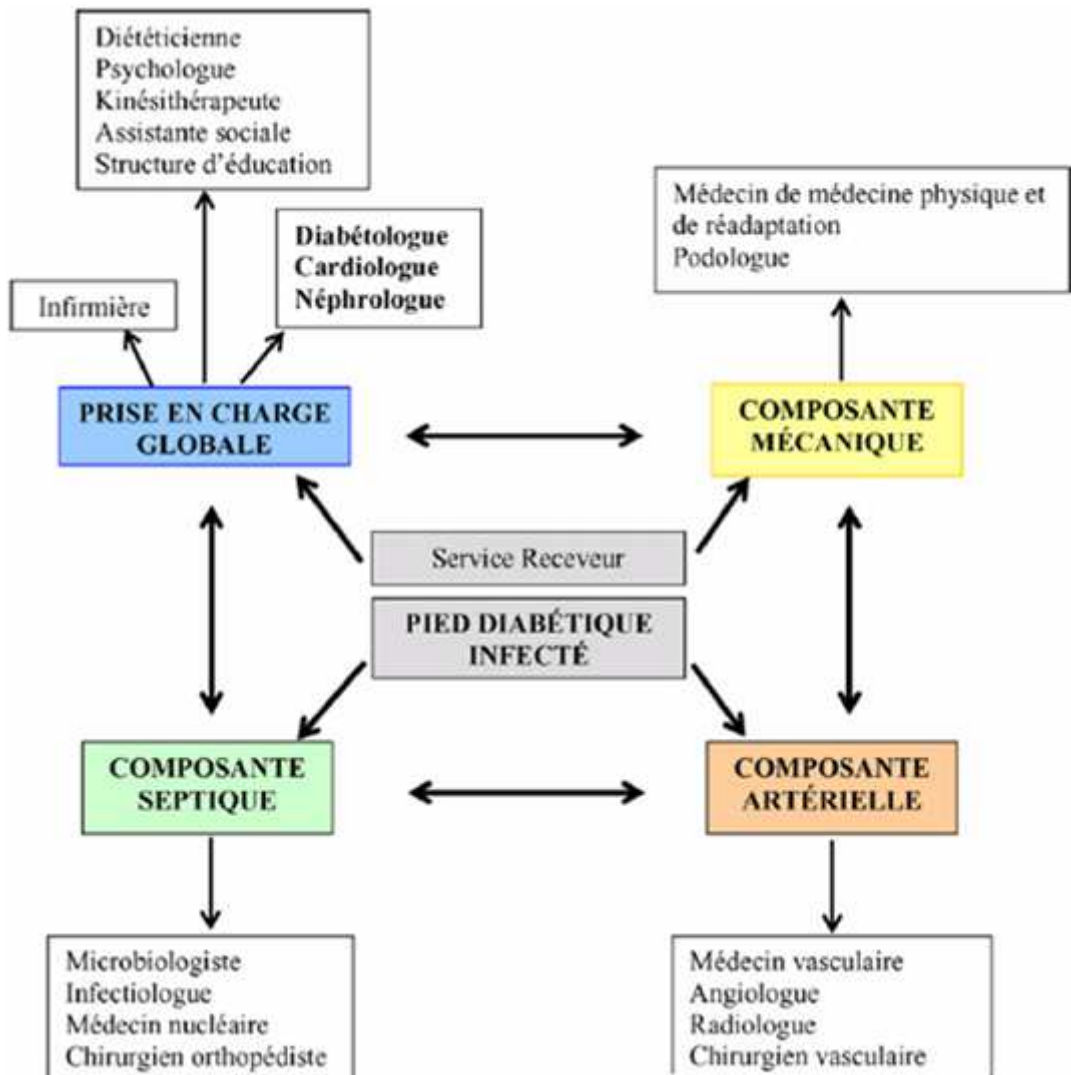 Diététicienne
Psychologue
Kinésithérapeute
Assistante sociale
Structure d'éducation
Médecin de médecine physique et
de réadaptation
Podologue
Diabétologue
Cardiologue
Néphrologue
Infirmière
PRISE EN CHARGE
GLOBALE
COMPOSANTE
MÉCANIQUE
Service Receveur
PIED DIABÉTIQUE
INFECTÉ
COMPOSANTE
SEPTIQUE
COMPOSANTE
ARTÉRIELLE
Microbiologiste
Infectiologue
Médecin nucléaire
Chirurgien orthopédiste
Médecin vasculaire
Angiologue
Radiologue
Chirurgien vasculaire